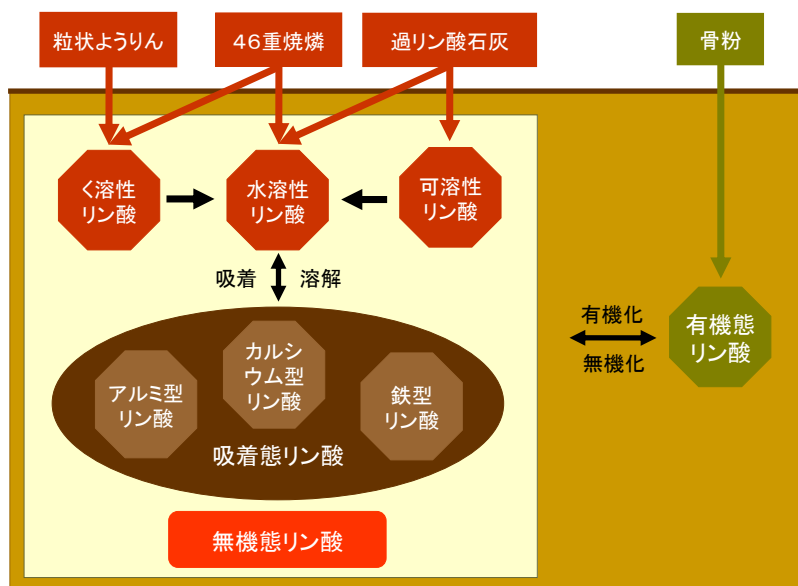 粒状ようりん
46重焼燐
過リン酸石灰
骨粉
く溶性
リン酸
水溶性
リン酸
可溶性
リン酸
吸着
溶解
有機化
無機化
有機態
リン酸
アルミ型
リン酸
カルシ
ウム型
リン酸
鉄型
リン酸
吸着態リン酸
無機態リン酸